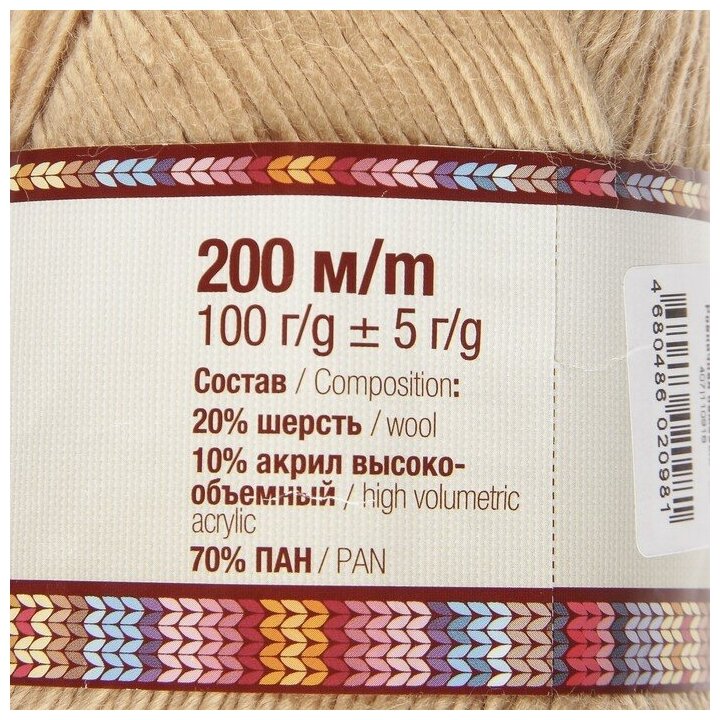 200 м/m
100 г/g ± 5 г/g
Состав / Composition:
20% шерсть / wool
10% акрил высоко-
объемный / high volumetric
acrylic
70% ПАН / PAN
4 680486 020981